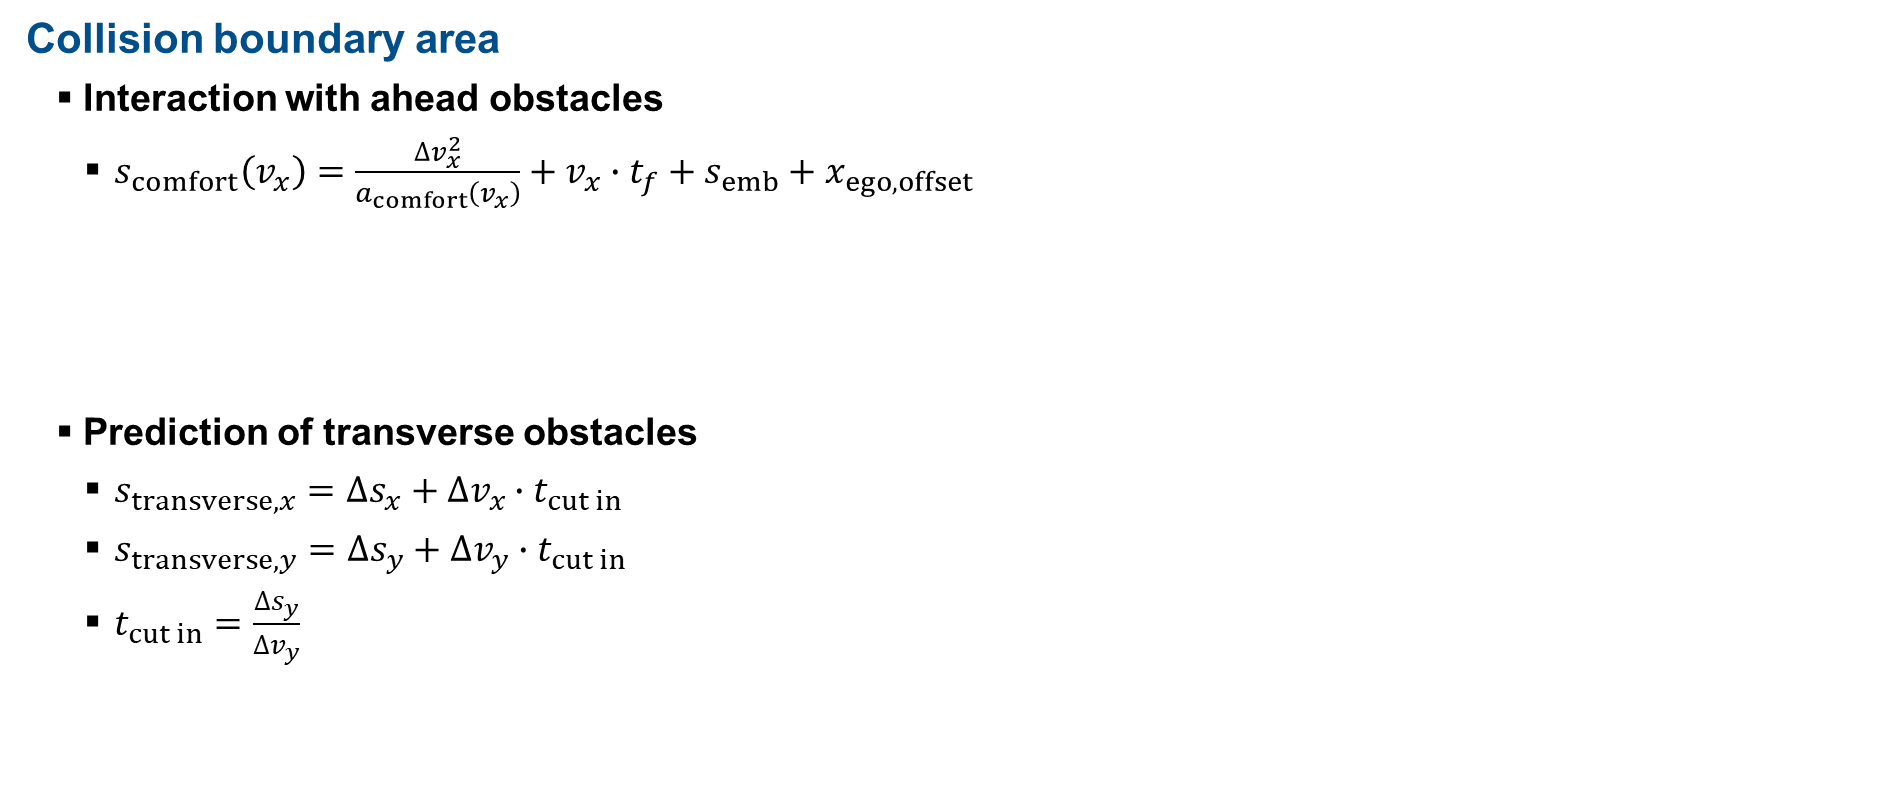 Collision boundary area
▪ Interaction with ahead obstacles
▪ s_comfort(v_x) = Δv_x^2 / a_comfort(v_x) + v_x · t_f + s_emb + x_ego,offset
▪ Prediction of transverse obstacles
▪ s_transverse,x = Δs_x + Δv_x · t_cut in
▪ s_transverse,y = Δs_y + Δv_y · t_cut in
▪ t_cut in = Δs_y / Δv_y